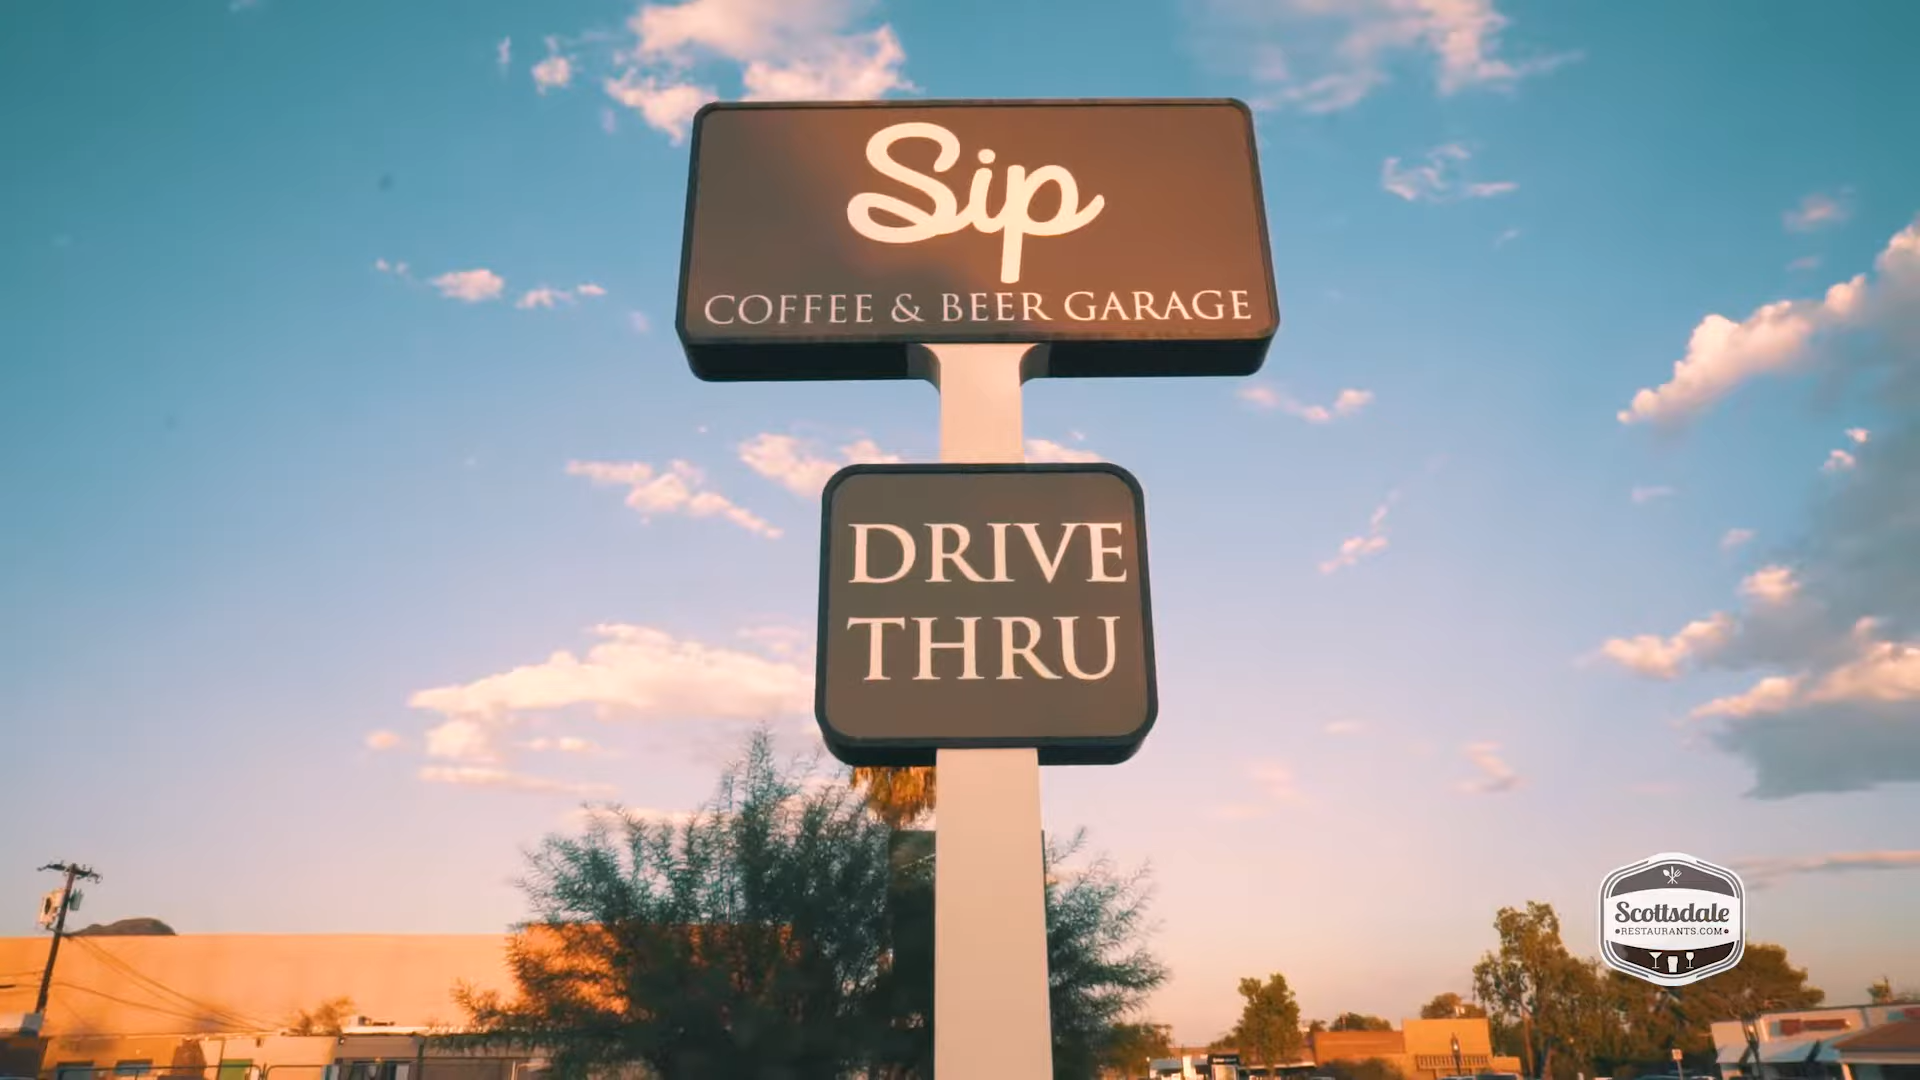 Sip
COFFEE & BEER GARAGE
DRIVE
THRU
Scottsdale
•RESTAURANTS.COM•